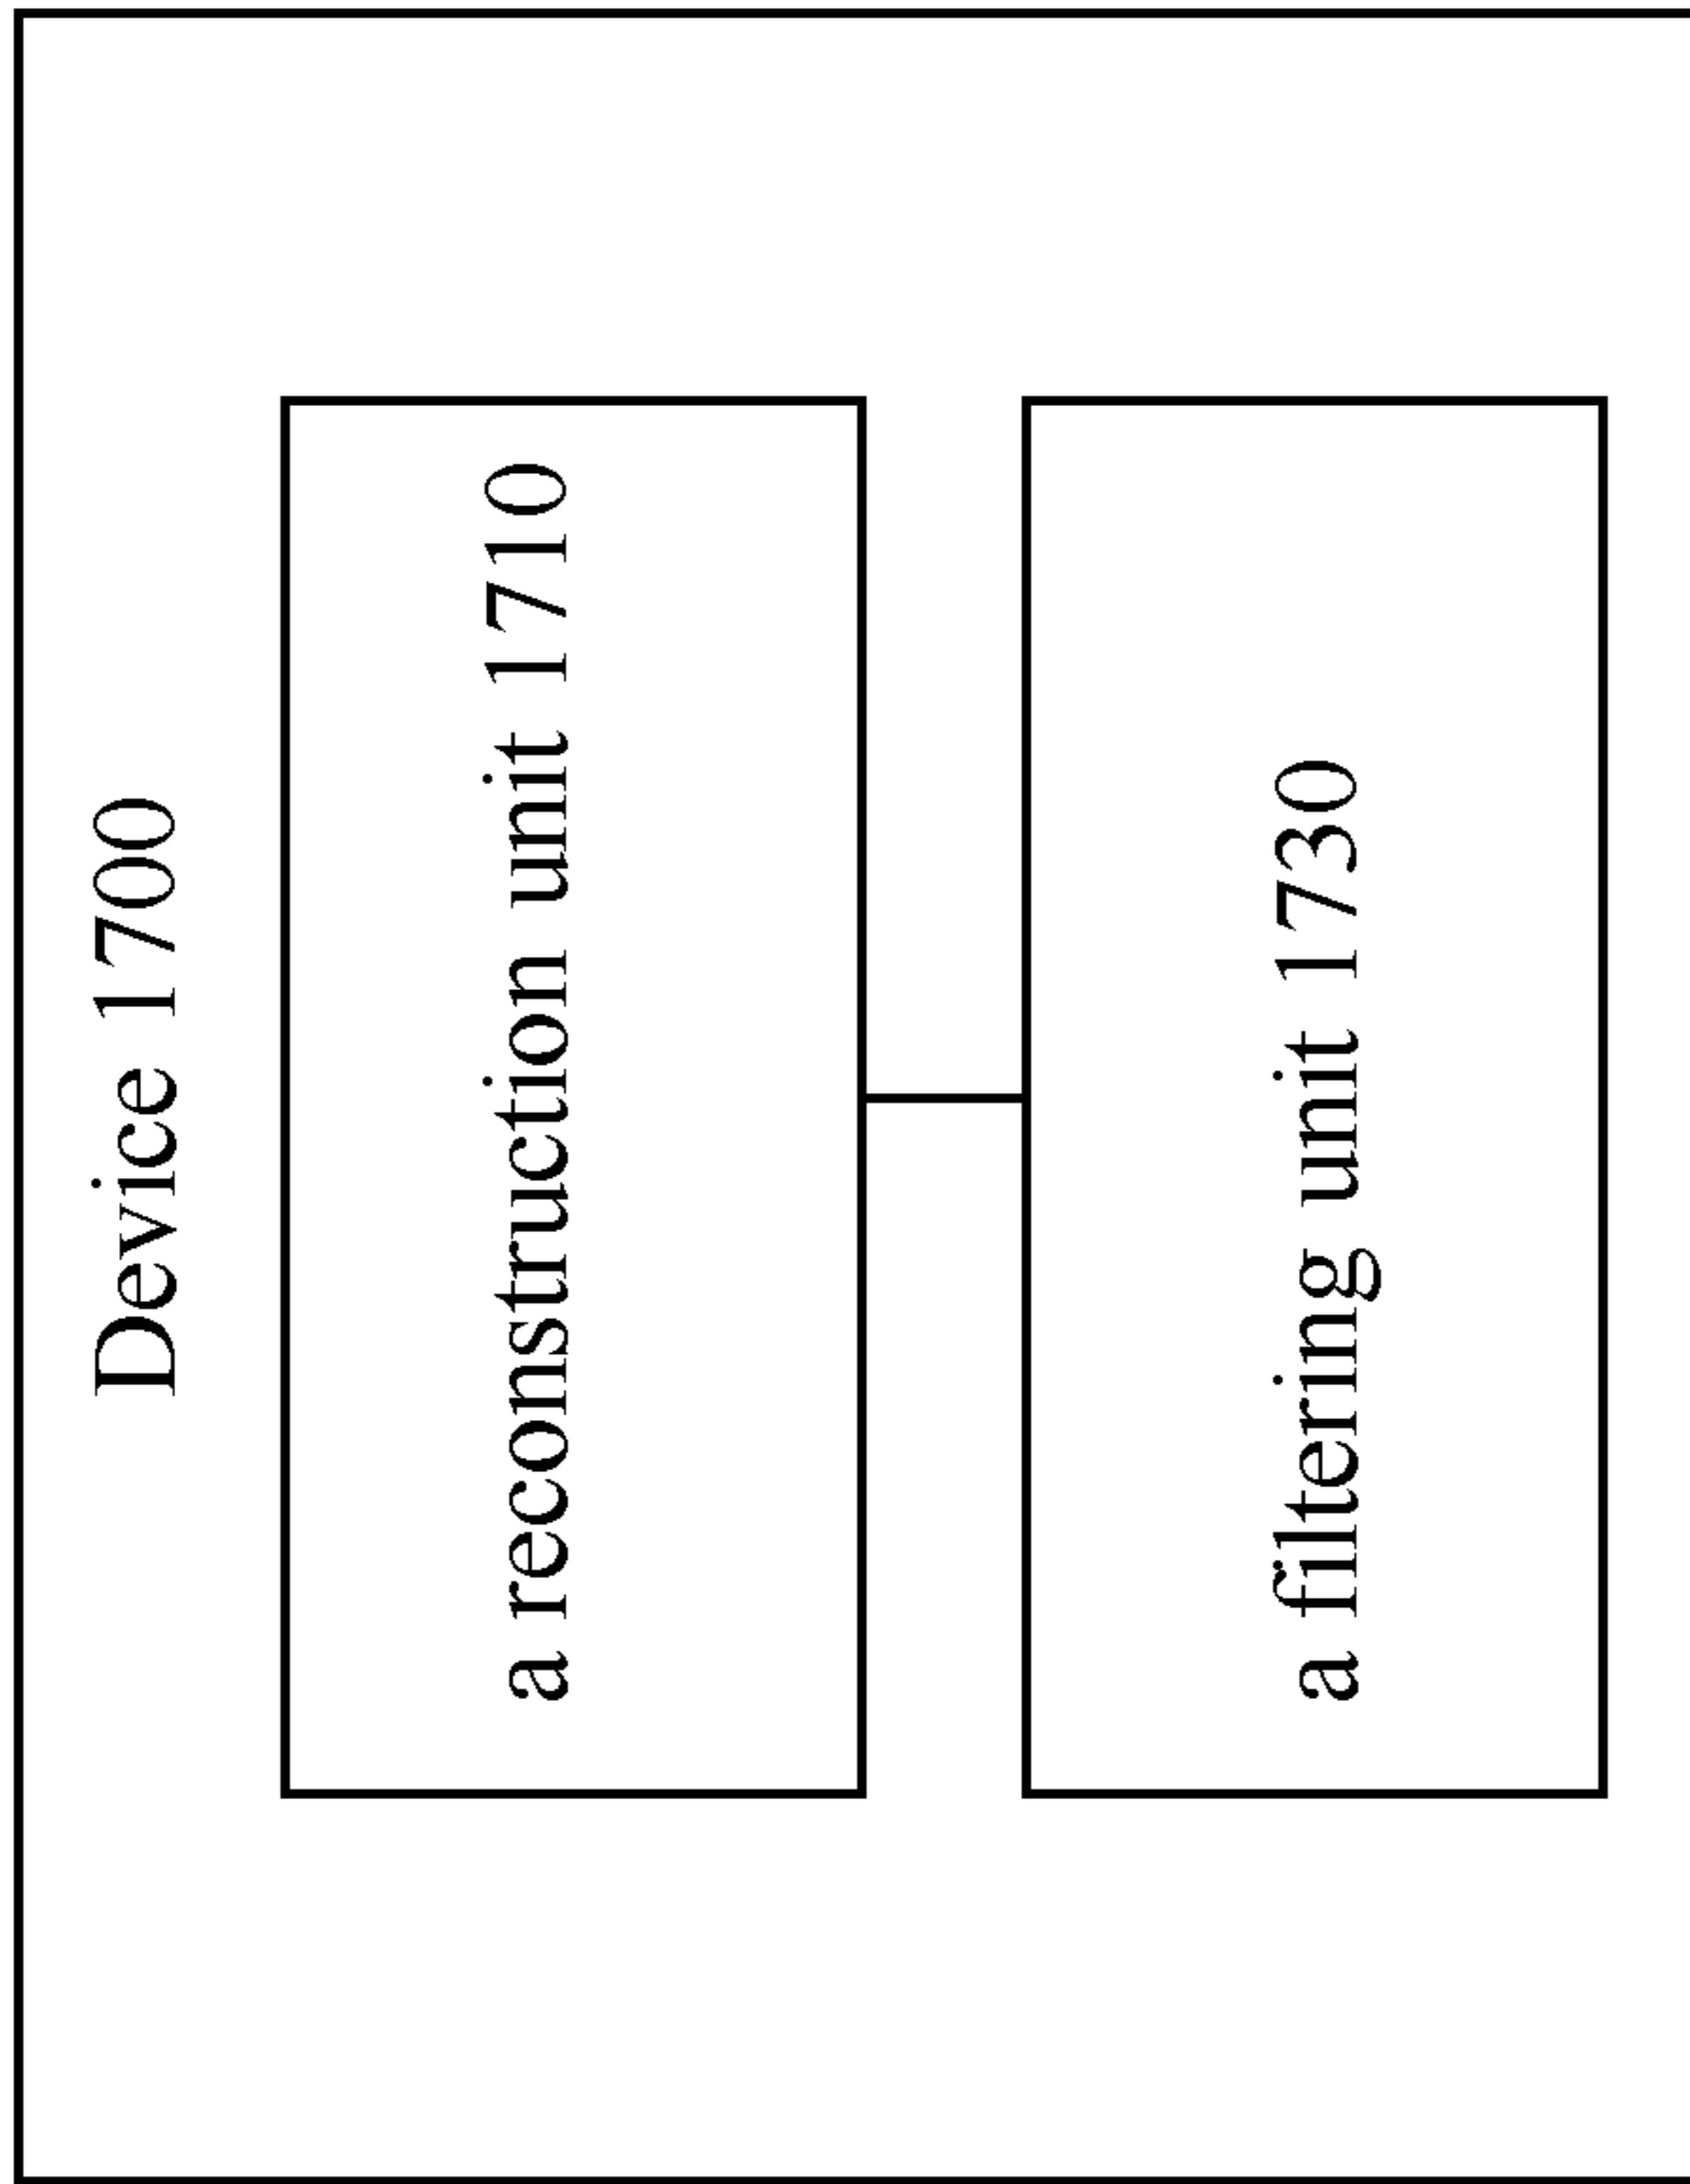 Device 1700
a reconstruction unit 1710
a filtering unit 1730